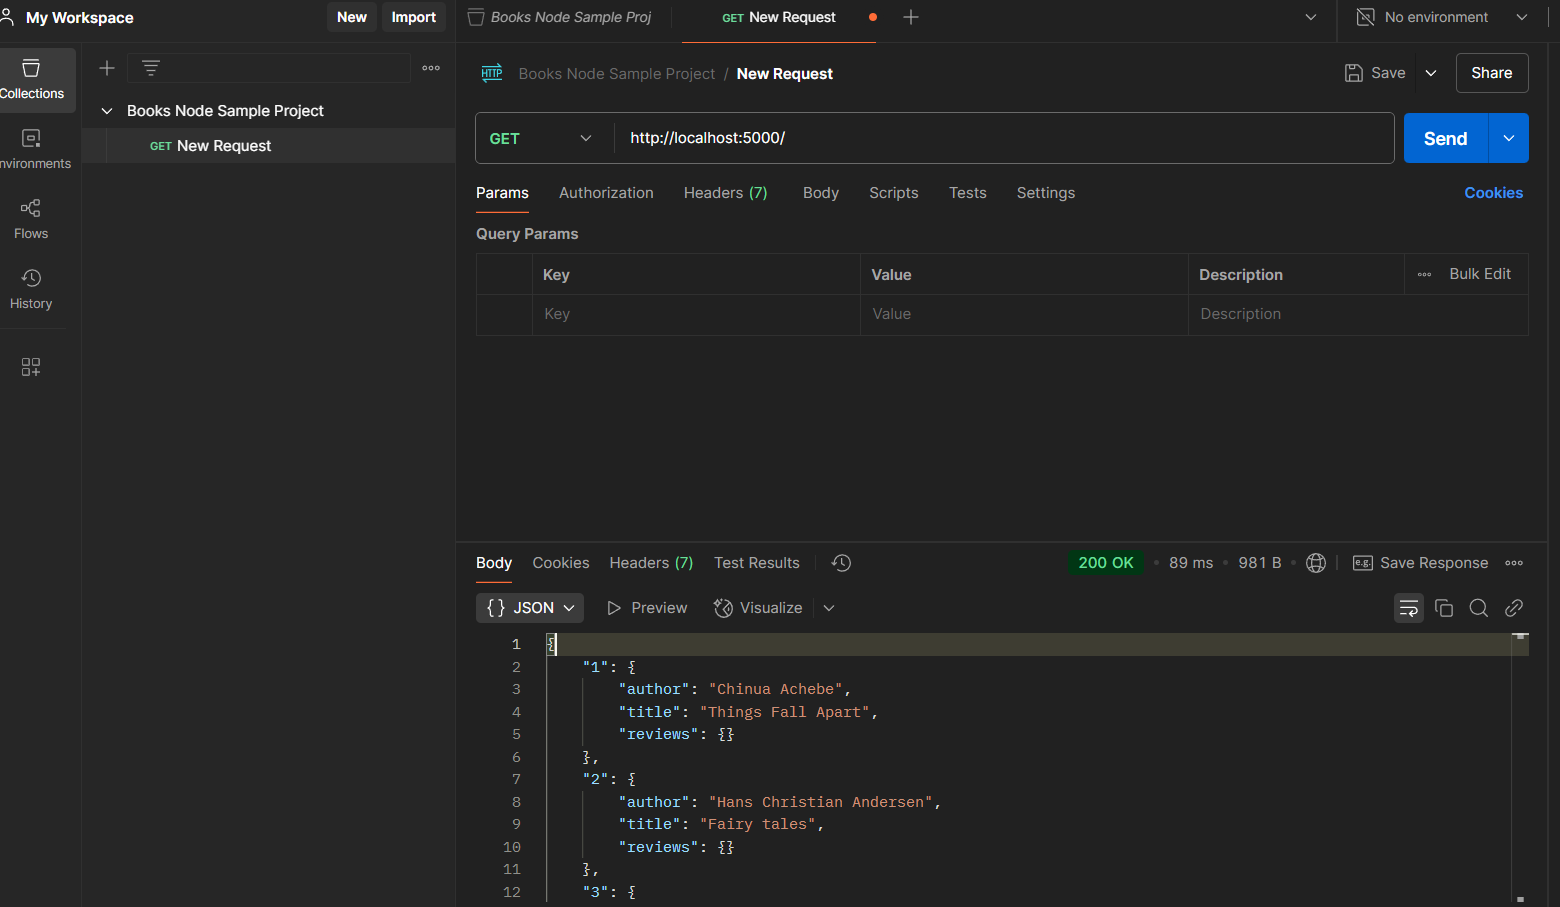 My Workspace
New
Import
Books Node Sample Proj
GET New Request
No environment
Collections
nvironments
Flows
History
Books Node Sample Project
GET New Request
HTTP
Books Node Sample Project / New Request
Save
Share
GET
http://localhost:5000/
Send
Params
Authorization
Headers (7)
Body
Scripts
Tests
Settings
Cookies
Query Params
Key
Value
Description
Bulk Edit
Key
Value
Description
Body
Cookies
Headers (7)
Test Results
200 OK
89 ms
981 B
e.g.
Save Response
{} JSON
Preview
Visualize
1 {
2 "1": {
3 "author": "Chinua Achebe",
4 "title": "Things Fall Apart",
5 "reviews": {}
6 },
7 "2": {
8 "author": "Hans Christian Andersen",
9 "title": "Fairy tales",
10 "reviews": {}
11 },
12 "3": {